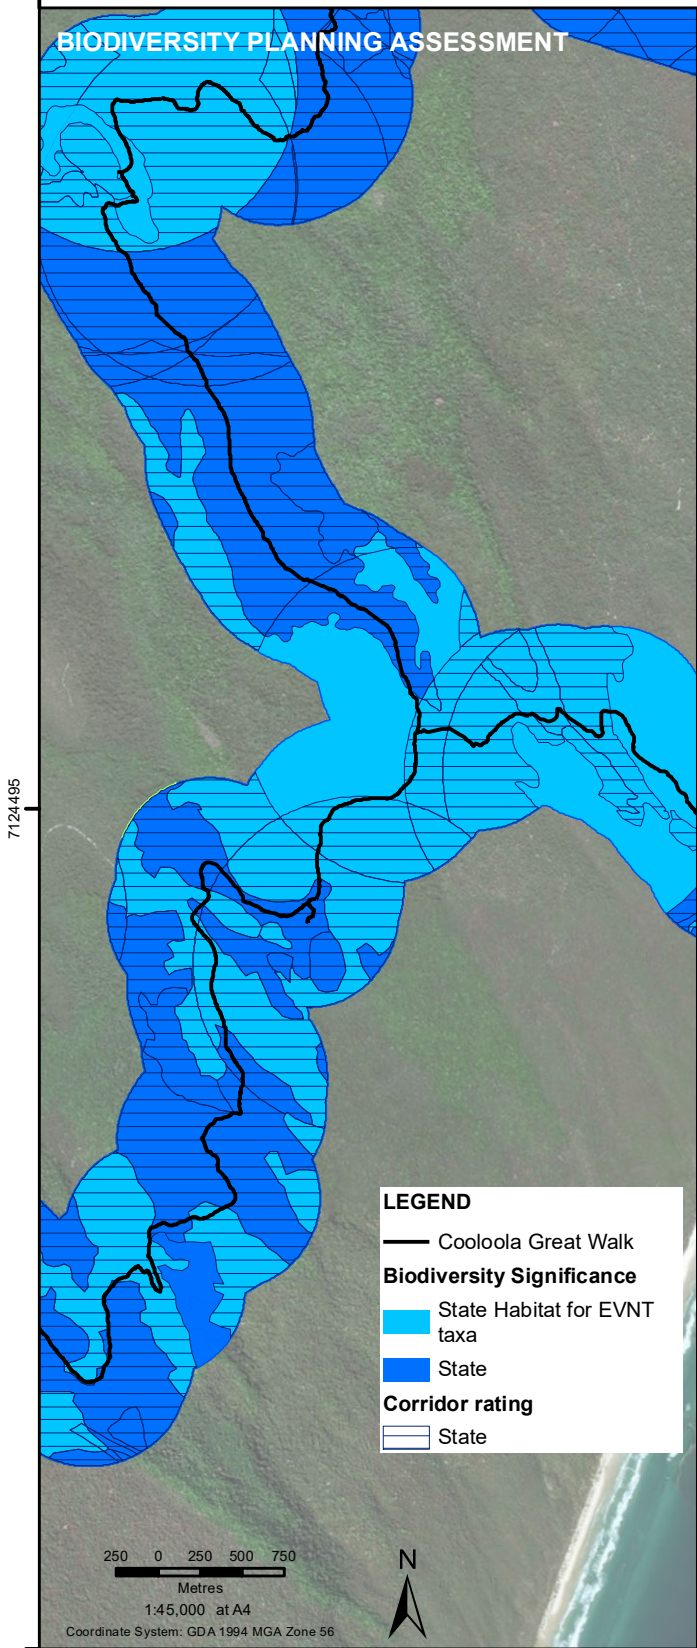 BIODIVERSITY PLANNING ASSESSMENT
7124495
LEGEND
Cooloola Great Walk
Biodiversity Significance
State Habitat for EVNT
taxa
State
Corridor rating
State
250 0 250 500 750
Metres
1:45,000 at A4
Coordinate System: GDA 1994 MGA Zone 56
N